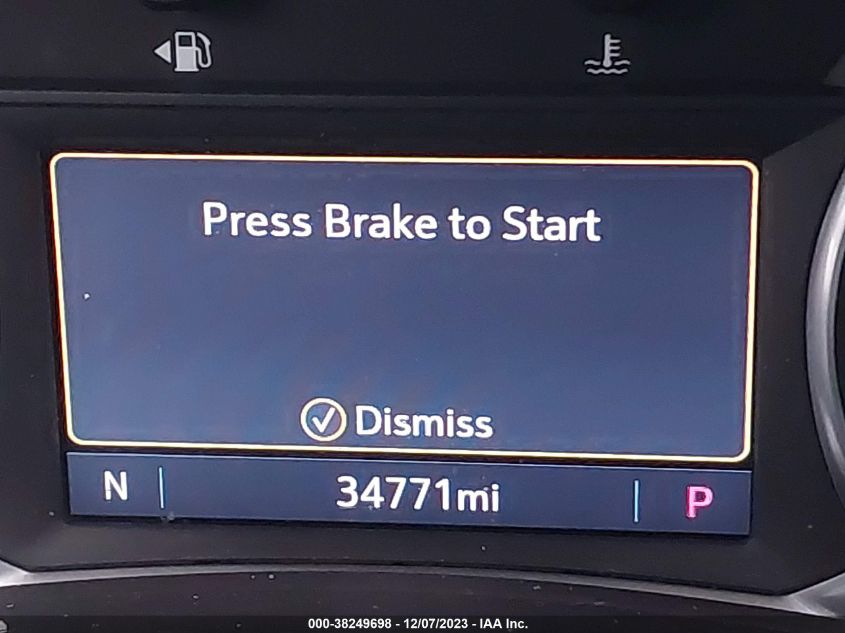 Press Brake to Start
Dismiss
N 34771mi P
000-38249698 - 12/07/2023 - IAA Inc.